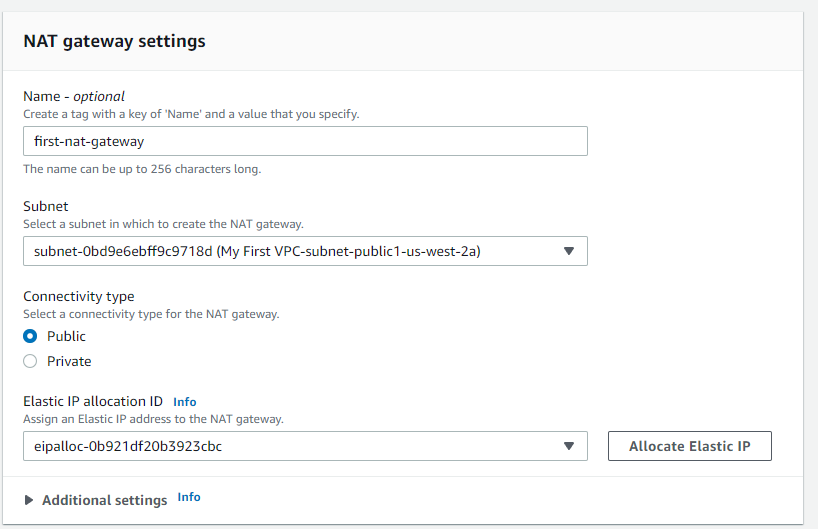 NAT gateway settings
Name - optional
Create a tag with a key of 'Name' and a value that you specify.
first-nat-gateway
The name can be up to 256 characters long.
Subnet
Select a subnet in which to create the NAT gateway.
subnet-0bd9e6ebff9c9718d (My First VPC-subnet-public1-us-west-2a)
Connectivity type
Select a connectivity type for the NAT gateway.
Public
Private
Elastic IP allocation ID Info
Assign an Elastic IP address to the NAT gateway.
eipalloc-0b921df20b3923cbc Allocate Elastic IP
Additional settings Info